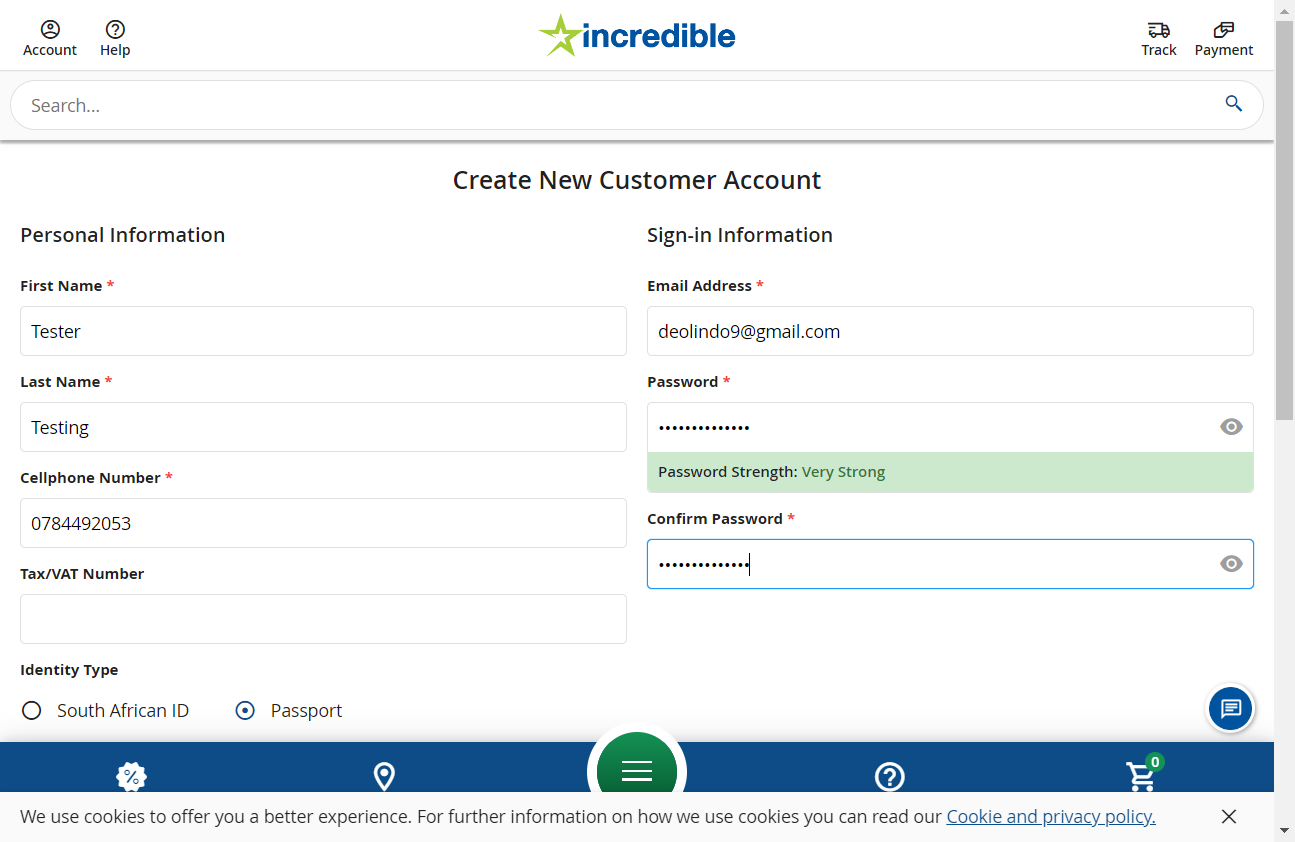 Account
Help
incredible
Track
Payment
Search...
Create New Customer Account
Personal Information
First Name *
Tester
Last Name *
Testing
Cellphone Number *
0784492053
Tax/VAT Number
Identity Type
South African ID
Passport
Sign-in Information
Email Address *
deolindo9@gmail.com
Password *
••••••••••••••
Password Strength: Very Strong
Confirm Password *
••••••••••••••
%
?
0
We use cookies to offer you a better experience. For further information on how we use cookies you can read our Cookie and privacy policy.